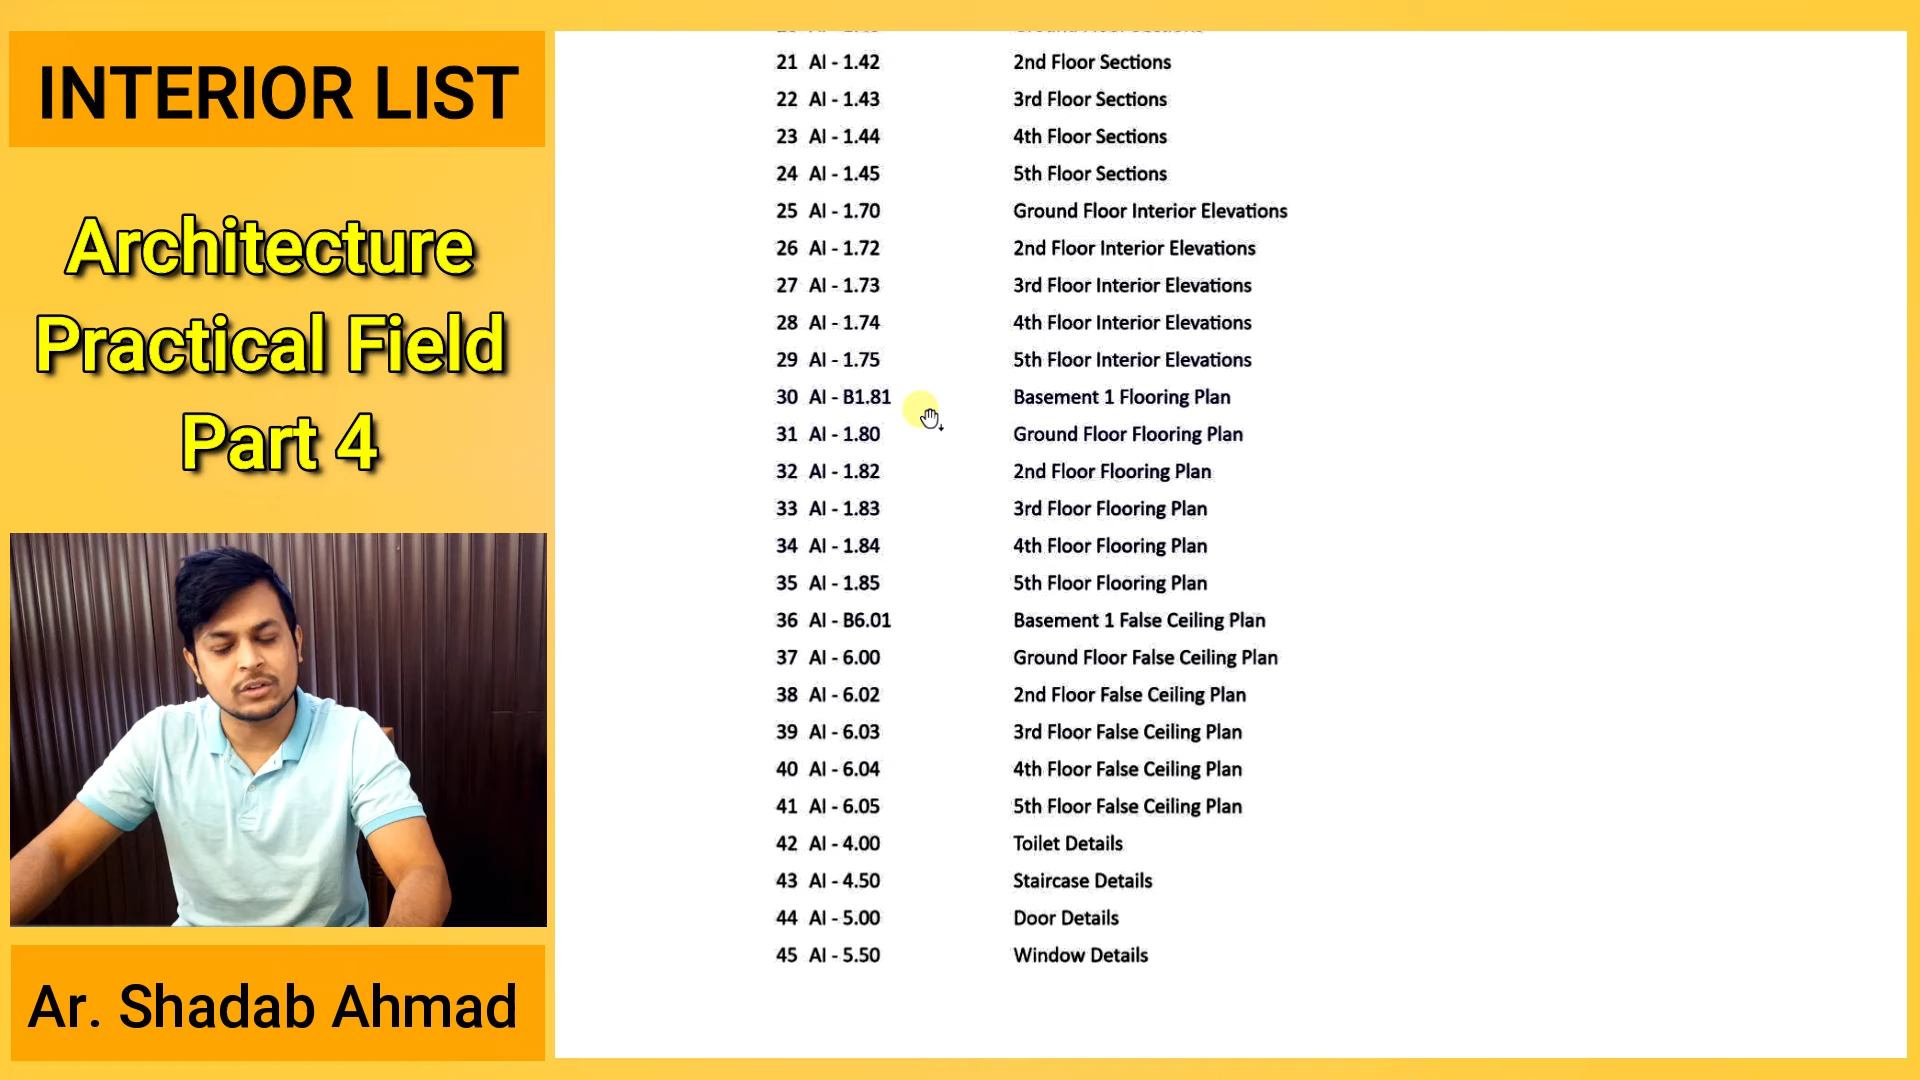 INTERIOR LIST
Architecture
Practical Field
Part 4
Ar. Shadab Ahmad
21 AI - 1.42 2nd Floor Sections
22 AI - 1.43 3rd Floor Sections
23 AI - 1.44 4th Floor Sections
24 AI - 1.45 5th Floor Sections
25 AI - 1.70 Ground Floor Interior Elevations
26 AI - 1.72 2nd Floor Interior Elevations
27 AI - 1.73 3rd Floor Interior Elevations
28 AI - 1.74 4th Floor Interior Elevations
29 AI - 1.75 5th Floor Interior Elevations
30 AI - B1.81 Basement 1 Flooring Plan
31 AI - 1.80 Ground Floor Flooring Plan
32 AI - 1.82 2nd Floor Flooring Plan
33 AI - 1.83 3rd Floor Flooring Plan
34 AI - 1.84 4th Floor Flooring Plan
35 AI - 1.85 5th Floor Flooring Plan
36 AI - B6.01 Basement 1 False Ceiling Plan
37 AI - 6.00 Ground Floor False Ceiling Plan
38 AI - 6.02 2nd Floor False Ceiling Plan
39 AI - 6.03 3rd Floor False Ceiling Plan
40 AI - 6.04 4th Floor False Ceiling Plan
41 AI - 6.05 5th Floor False Ceiling Plan
42 AI - 4.00 Toilet Details
43 AI - 4.50 Staircase Details
44 AI - 5.00 Door Details
45 AI - 5.50 Window Details